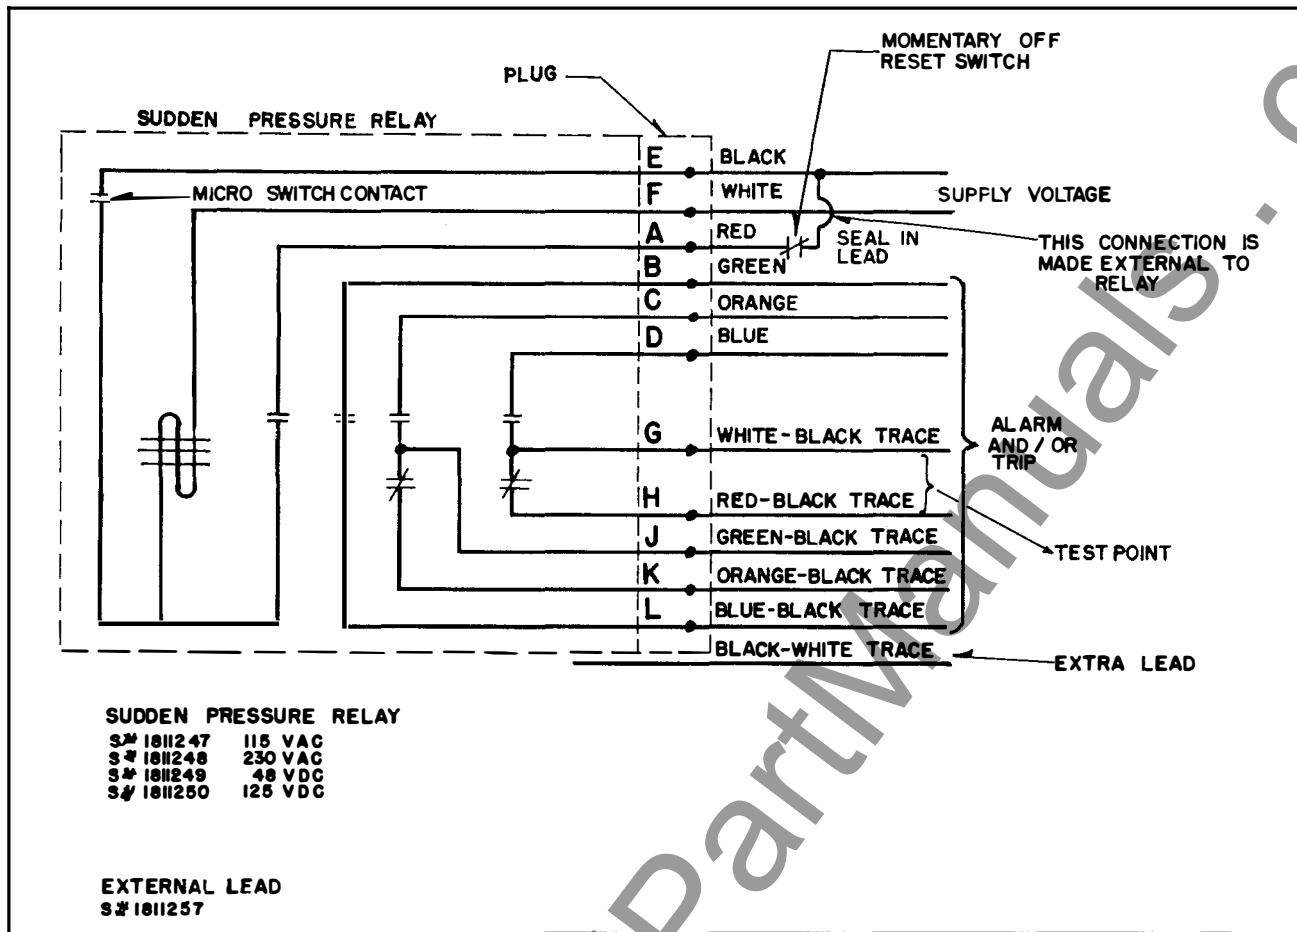 MOMENTARY OFF
RESET SWITCH
PLUG
SUDDEN PRESSURE RELAY
E BLACK
MICRO SWITCH CONTACT
F WHITE
SUPPLY VOLTAGE
A RED
SEAL IN
LEAD
THIS CONNECTION IS
MADE EXTERNAL TO
RELAY
B GREEN
C ORANGE
D BLUE
G WHITE-BLACK TRACE
ALARM
AND / OR
TRIP
H RED-BLACK TRACE
J GREEN-BLACK TRACE
TEST POINT
K ORANGE-BLACK TRACE
L BLUE-BLACK TRACE
BLACK-WHITE TRACE
EXTRA LEAD
SUDDEN PRESSURE RELAY
S# 1811247 115 VAC
S# 1811248 230 VAC
S# 1811249 48 VDC
S# 1811250 125 VDC
EXTERNAL LEAD
S# 1811257
PartManuals. c